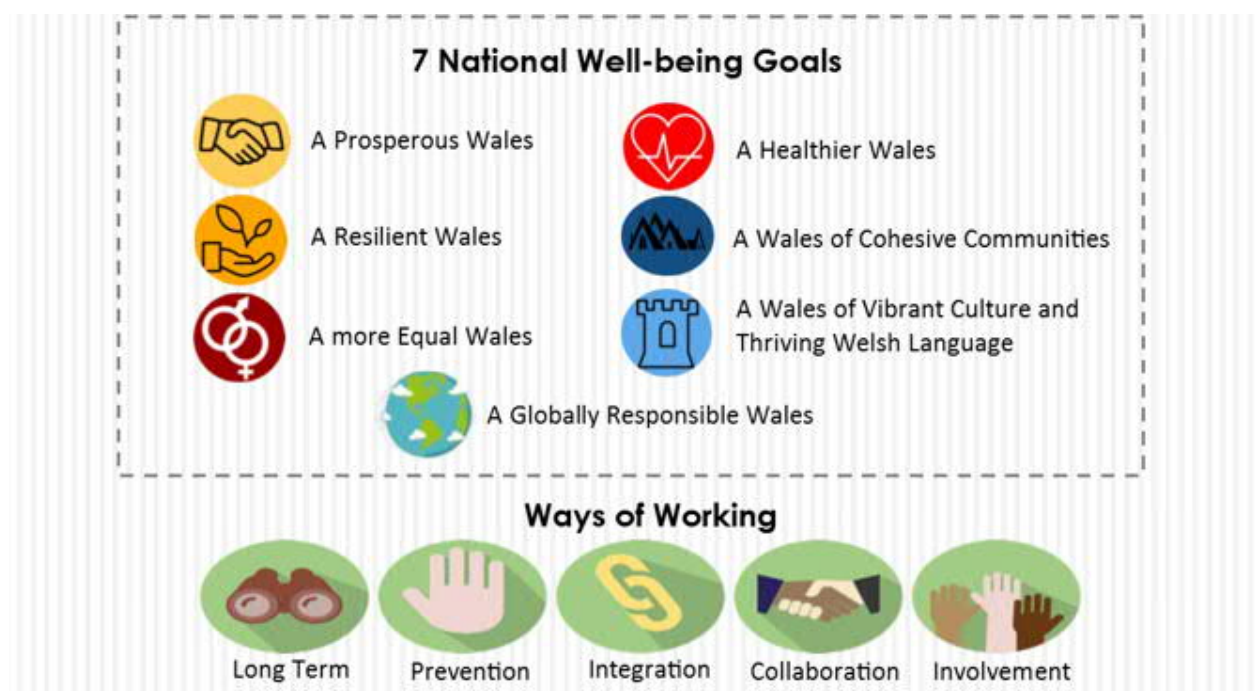 7 National Well-being Goals
A Prosperous Wales
A Healthier Wales
A Resilient Wales
A Wales of Cohesive Communities
A more Equal Wales
A Wales of Vibrant Culture and
Thriving Welsh Language
A Globally Responsible Wales
Ways of Working
Long Term
Prevention
Integration
Collaboration
Involvement